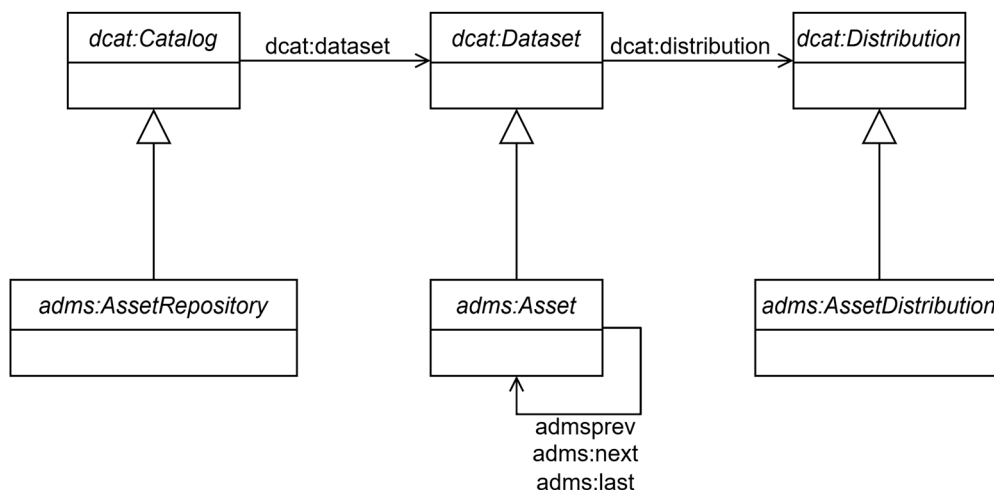 dcat:Catalog
dcat:dataset
dcat:Dataset
dcat:distribution
dcat:Distribution
adms:AssetRepository
adms:Asset
adms:AssetDistribution
admsprev
adms:next
adms:last